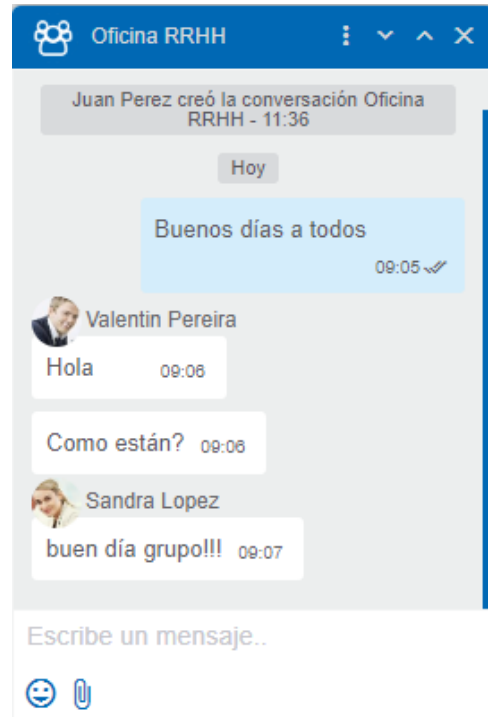 Oficina RRHH
Juan Perez creó la conversación Oficina
RRHH - 11:36
Hoy
Buenos días a todos
09:05
Valentin Pereira
Hola 09:06
Como están? 09:06
Sandra Lopez
buen día grupo!!! 09:07
Escribe un mensaje..